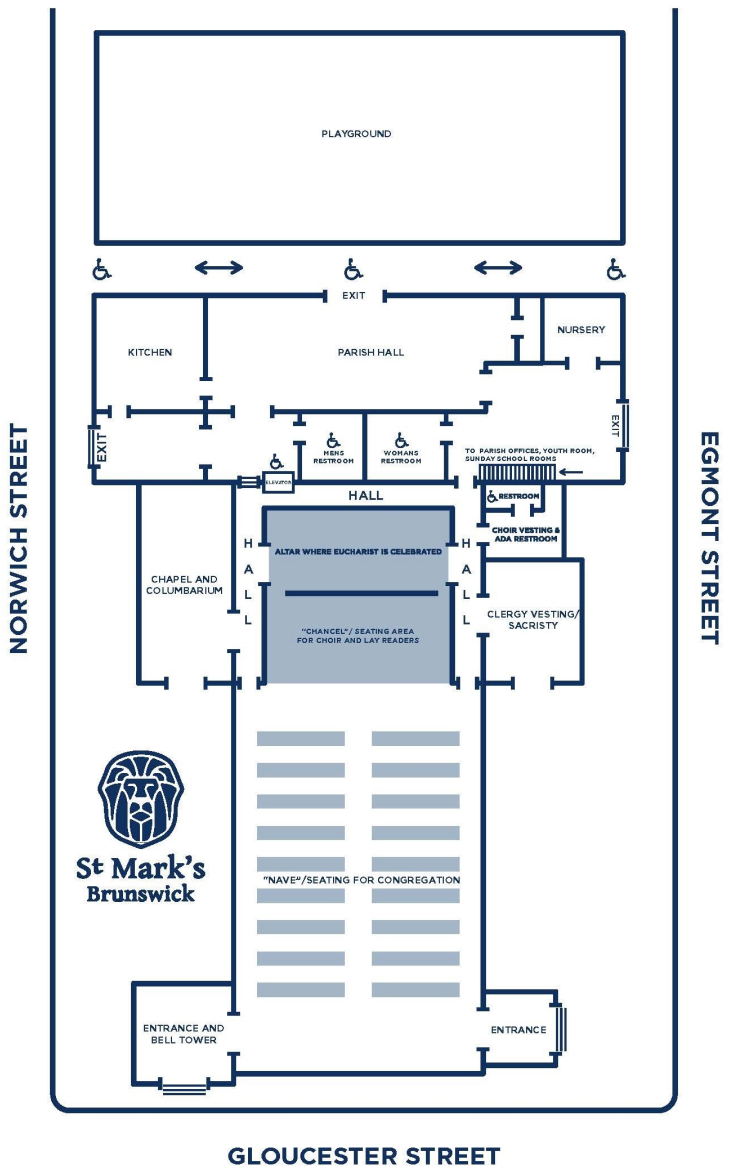 PLAYGROUND
EXIT
KITCHEN
PARISH HALL
NURSERY
EXIT
EXIT
MENS
RESTROOM
WOMANS
RESTROOM
TO PARISH OFFICES, YOUTH ROOM,
SUNDAY SCHOOL ROOMS
ELEVATOR
HALL
RESTROOM
CHOIR VESTING &
ADA RESTROOM
HALL
ALTAR WHERE EUCHARIST IS CELEBRATED
HALL
CHAPEL AND
COLUMBARIUM
"CHANCEL"/ SEATING AREA
FOR CHOIR AND LAY READERS
CLERGY VESTING/
SACRISTY
NORWICH STREET
EGMONT STREET
St Mark's
Brunswick
"NAVE"/SEATING FOR CONGREGATION
ENTRANCE AND
BELL TOWER
ENTRANCE
GLOUCESTER STREET